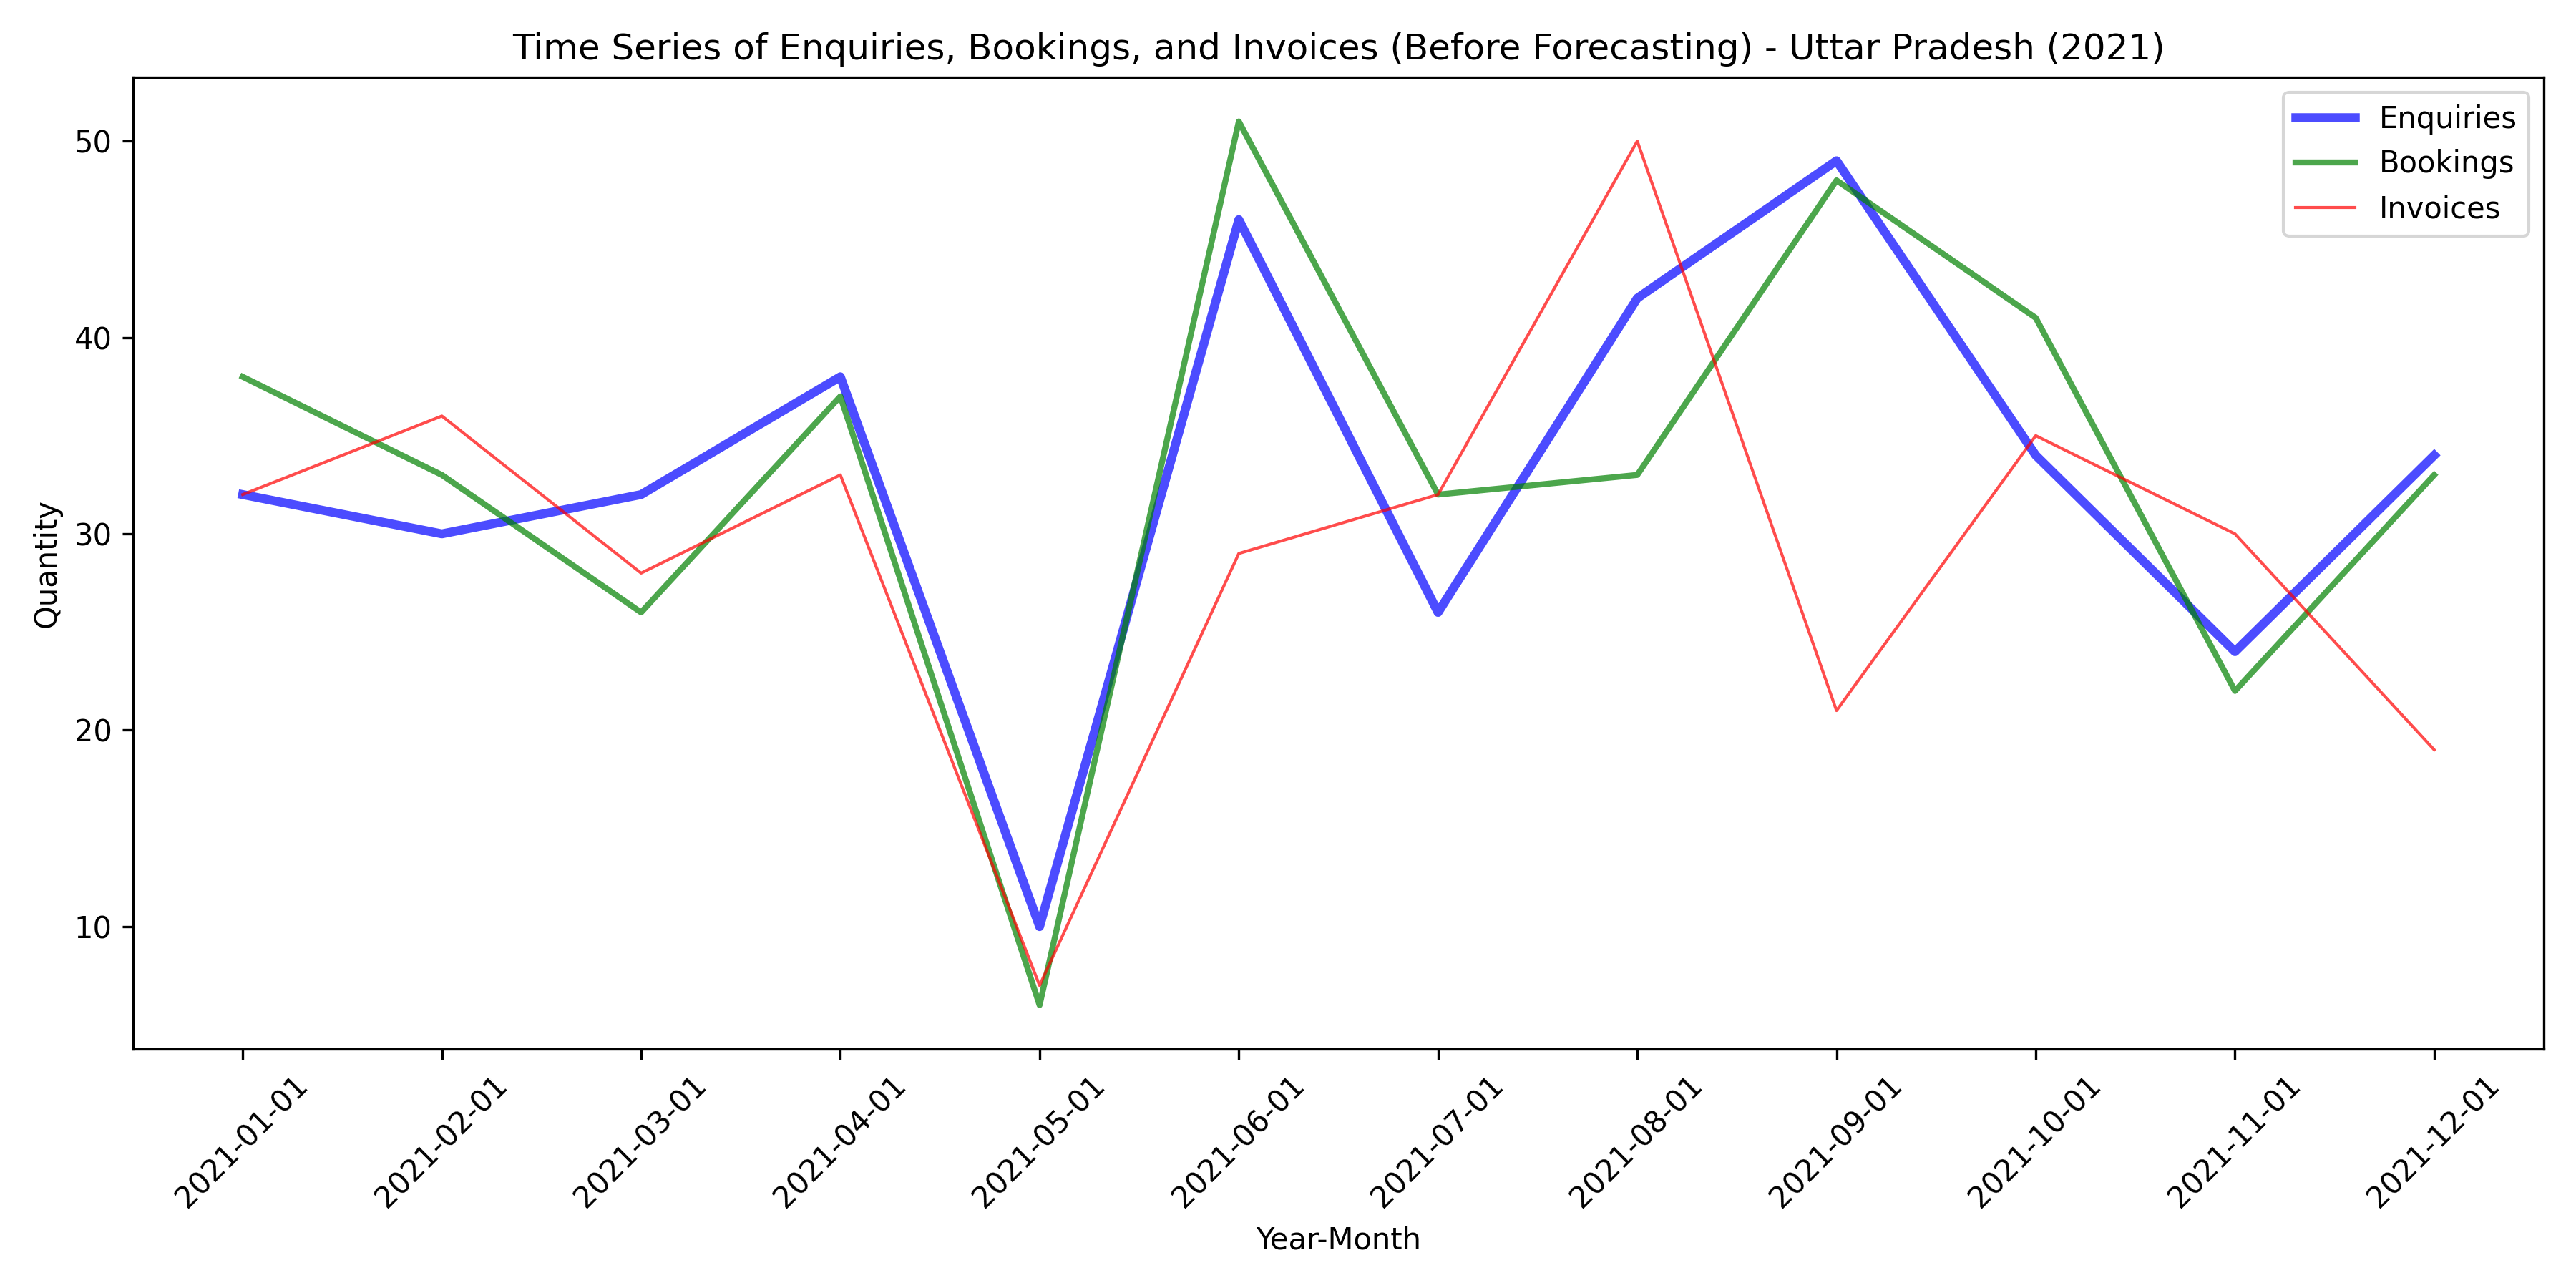 Time Series of Enquiries, Bookings, and Invoices (Before Forecasting) - Uttar Pradesh (2021)
Enquiries
Bookings
Invoices
50
40
30
20
10
Quantity
2021-01-01
2021-02-01
2021-03-01
2021-04-01
2021-05-01
2021-06-01
2021-07-01
2021-08-01
2021-09-01
2021-10-01
2021-11-01
2021-12-01
Year-Month